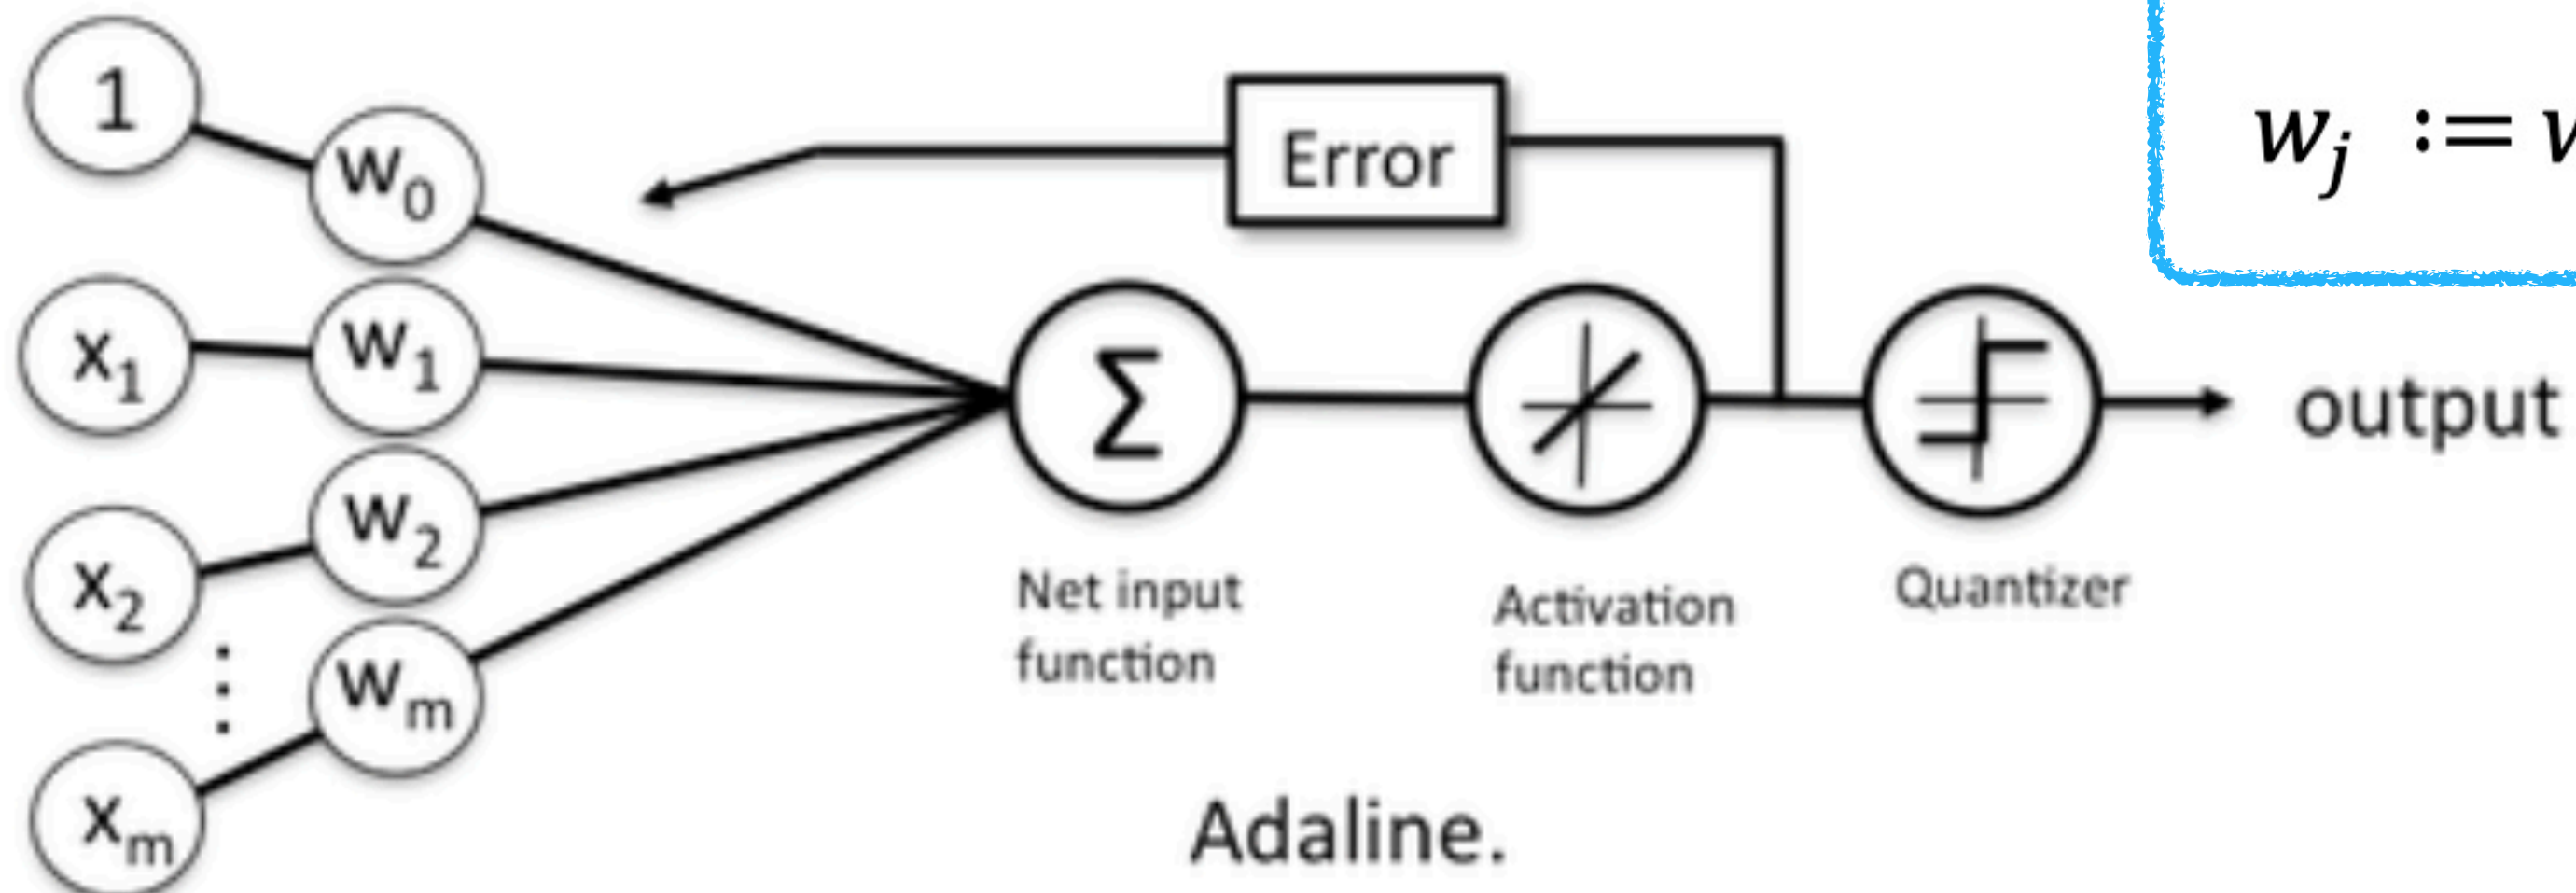 1
w0
x1
w1
x2
w2
⋮
xm
wm
Error
Σ
Net input
function
Activation
function
Quantizer
output
wj :=
Adaline.